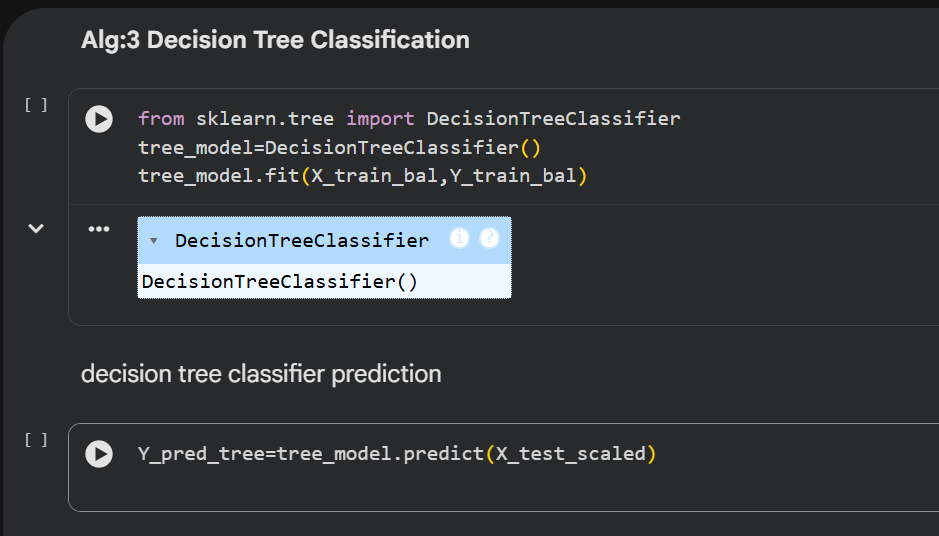 Alg:3 Decision Tree Classification
[ ]
from sklearn.tree import DecisionTreeClassifier
tree_model=DecisionTreeClassifier()
tree_model.fit(X_train_bal,Y_train_bal)
DecisionTreeClassifier i ?
DecisionTreeClassifier()
decision tree classifier prediction
[ ]
Y_pred_tree=tree_model.predict(X_test_scaled)